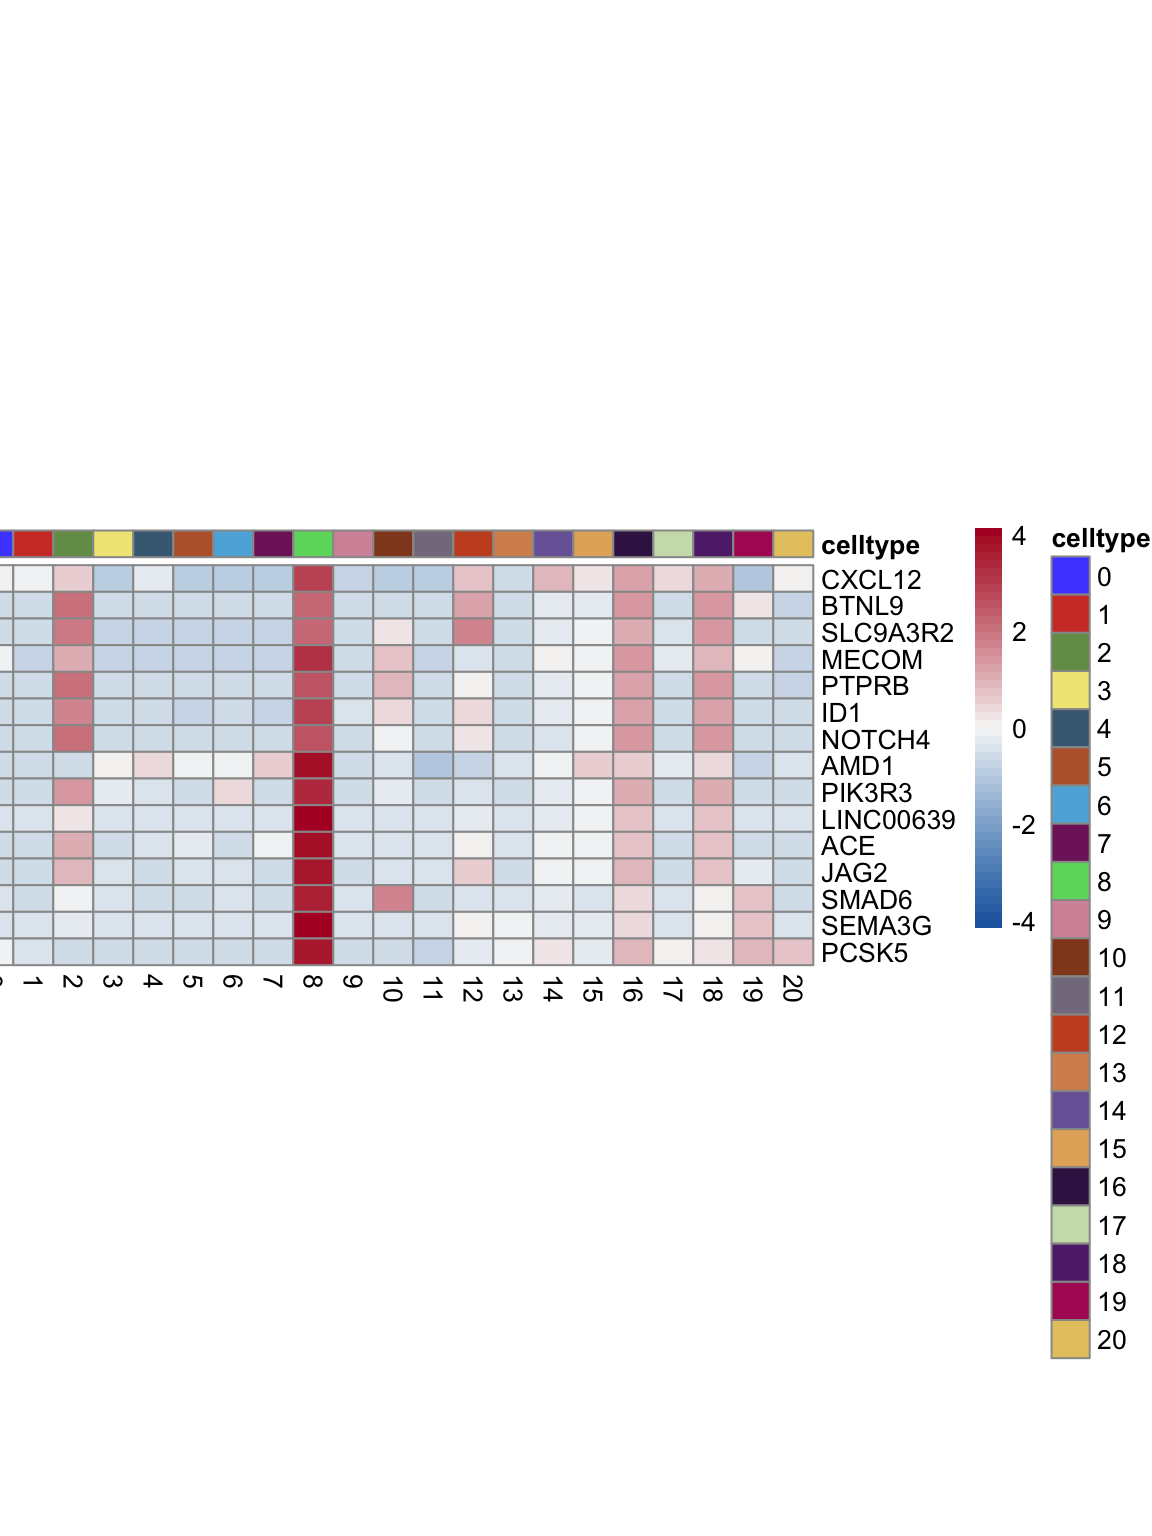 celltype
CXCL12
BTNL9
SLC9A3R2
MECOM
PTPRB
ID1
NOTCH4
AMD1
PIK3R3
LINC00639
ACE
JAG2
SMAD6
SEMA3G
PCSK5
1 2 3 4 5 6 7 8 9 10 11 12 13 14 15 16 17 18 19 20
4
2
0
-2
-4
celltype
0
1
2
3
4
5
6
7
8
9
10
11
12
13
14
15
16
17
18
19
20